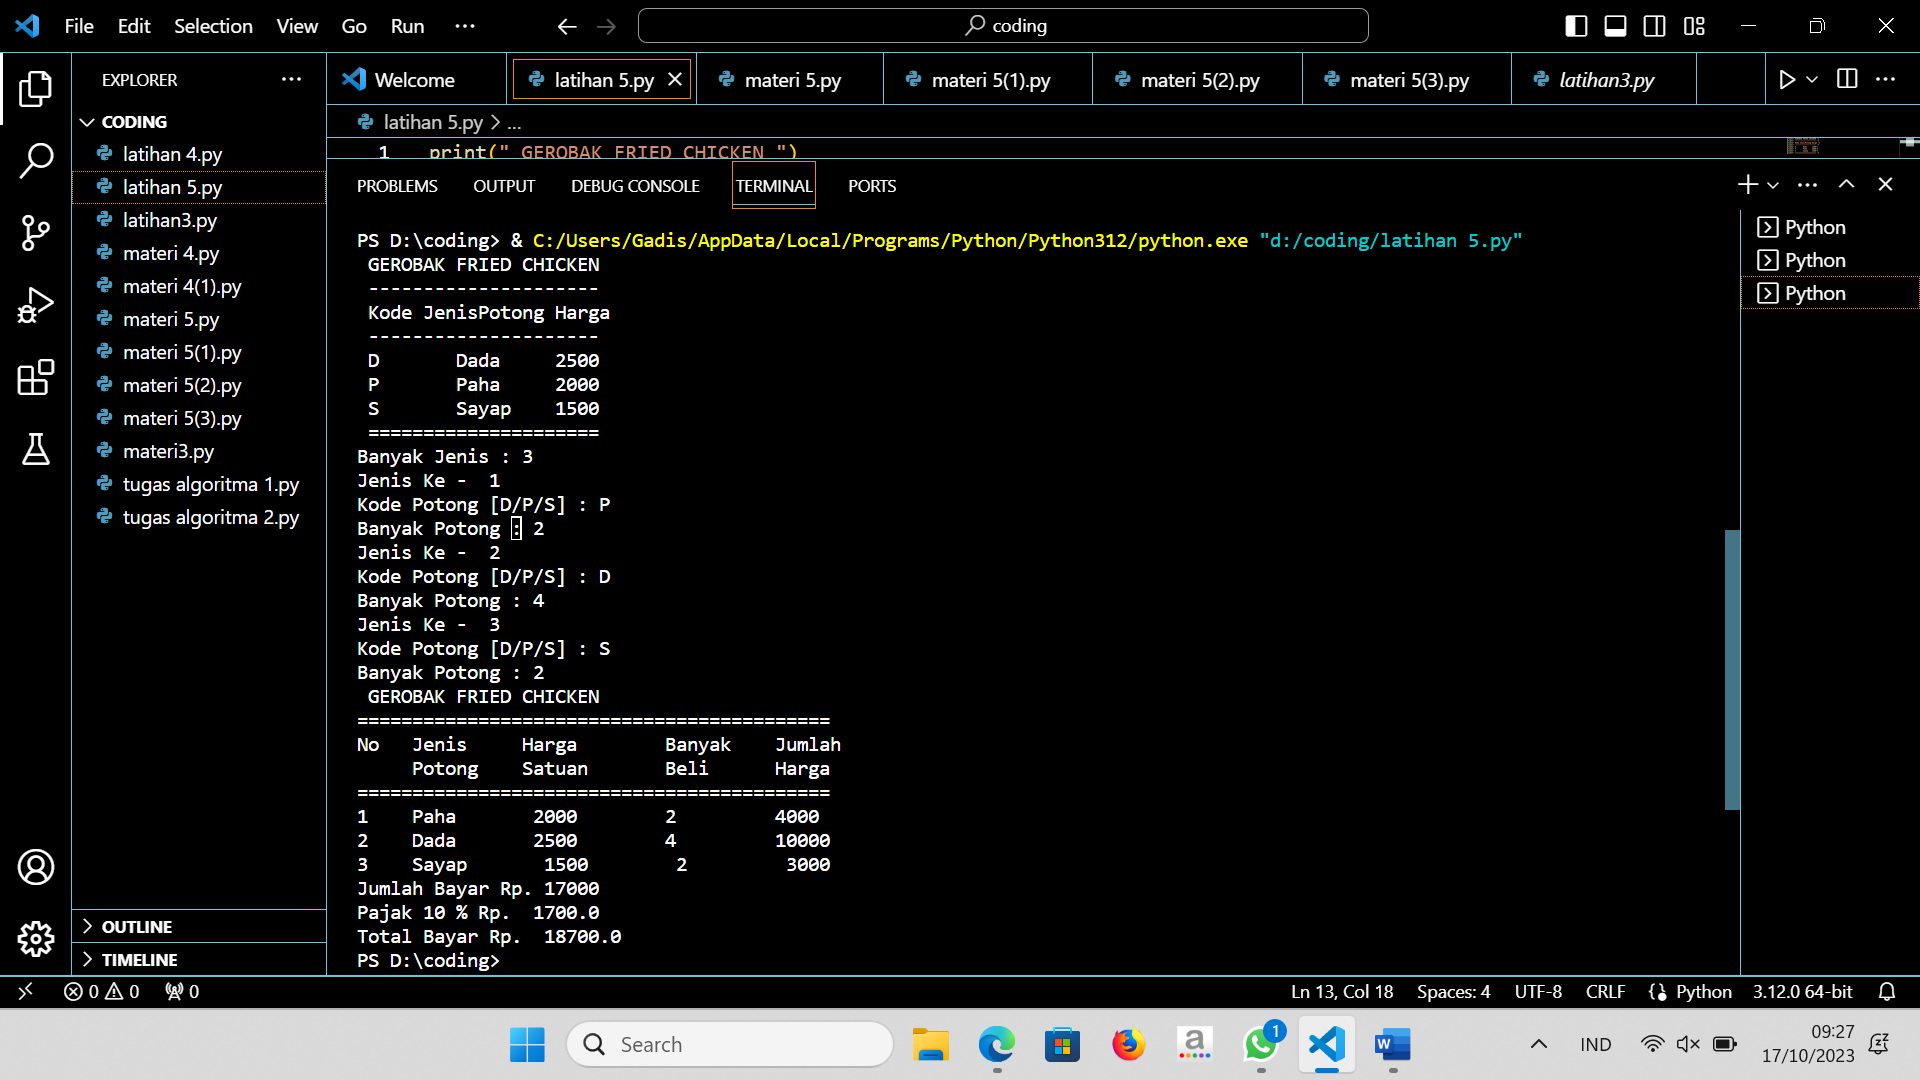 File Edit Selection View Go Run ...
coding
EXPLORER ...
Welcome latihan 5.py materi 5.py materi 5(1).py materi 5(2).py materi 5(3).py latihan3.py
CODING
latihan 4.py
latihan 5.py
latihan3.py
materi 4.py
materi 4(1).py
materi 5.py
materi 5(1).py
materi 5(2).py
materi 5(3).py
materi3.py
tugas algoritma 1.py
tugas algoritma 2.py
OUTLINE
TIMELINE
latihan 5.py > ...
1 print(" GEROBAK FRIED CHICKEN ")
PROBLEMS OUTPUT DEBUG CONSOLE TERMINAL PORTS
PS D:\coding> & C:/Users/Gadis/AppData/Local/Programs/Python/Python312/python.exe "d:/coding/latihan 5.py"
GEROBAK FRIED CHICKEN
---------------------
Kode JenisPotong Harga
---------------------
D Dada 2500
P Paha 2000
S Sayap 1500
=====================
Banyak Jenis : 3
Jenis Ke - 1
Kode Potong [D/P/S] : P
Banyak Potong : 2
Jenis Ke - 2
Kode Potong [D/P/S] : D
Banyak Potong : 4
Jenis Ke - 3
Kode Potong [D/P/S] : S
Banyak Potong : 2
GEROBAK FRIED CHICKEN
===========================================
No Jenis Harga Banyak Jumlah
Potong Satuan Beli Harga
===========================================
1 Paha 2000 2 4000
2 Dada 2500 4 10000
3 Sayap 1500 2 3000
Jumlah Bayar Rp. 17000
Pajak 10 % Rp. 1700.0
Total Bayar Rp. 18700.0
PS D:\coding>
Python
Python
Python
0 0 0
Ln 13, Col 18 Spaces: 4 UTF-8 CRLF Python 3.12.0 64-bit
Search
a
1
W
IND
09:27
17/10/2023